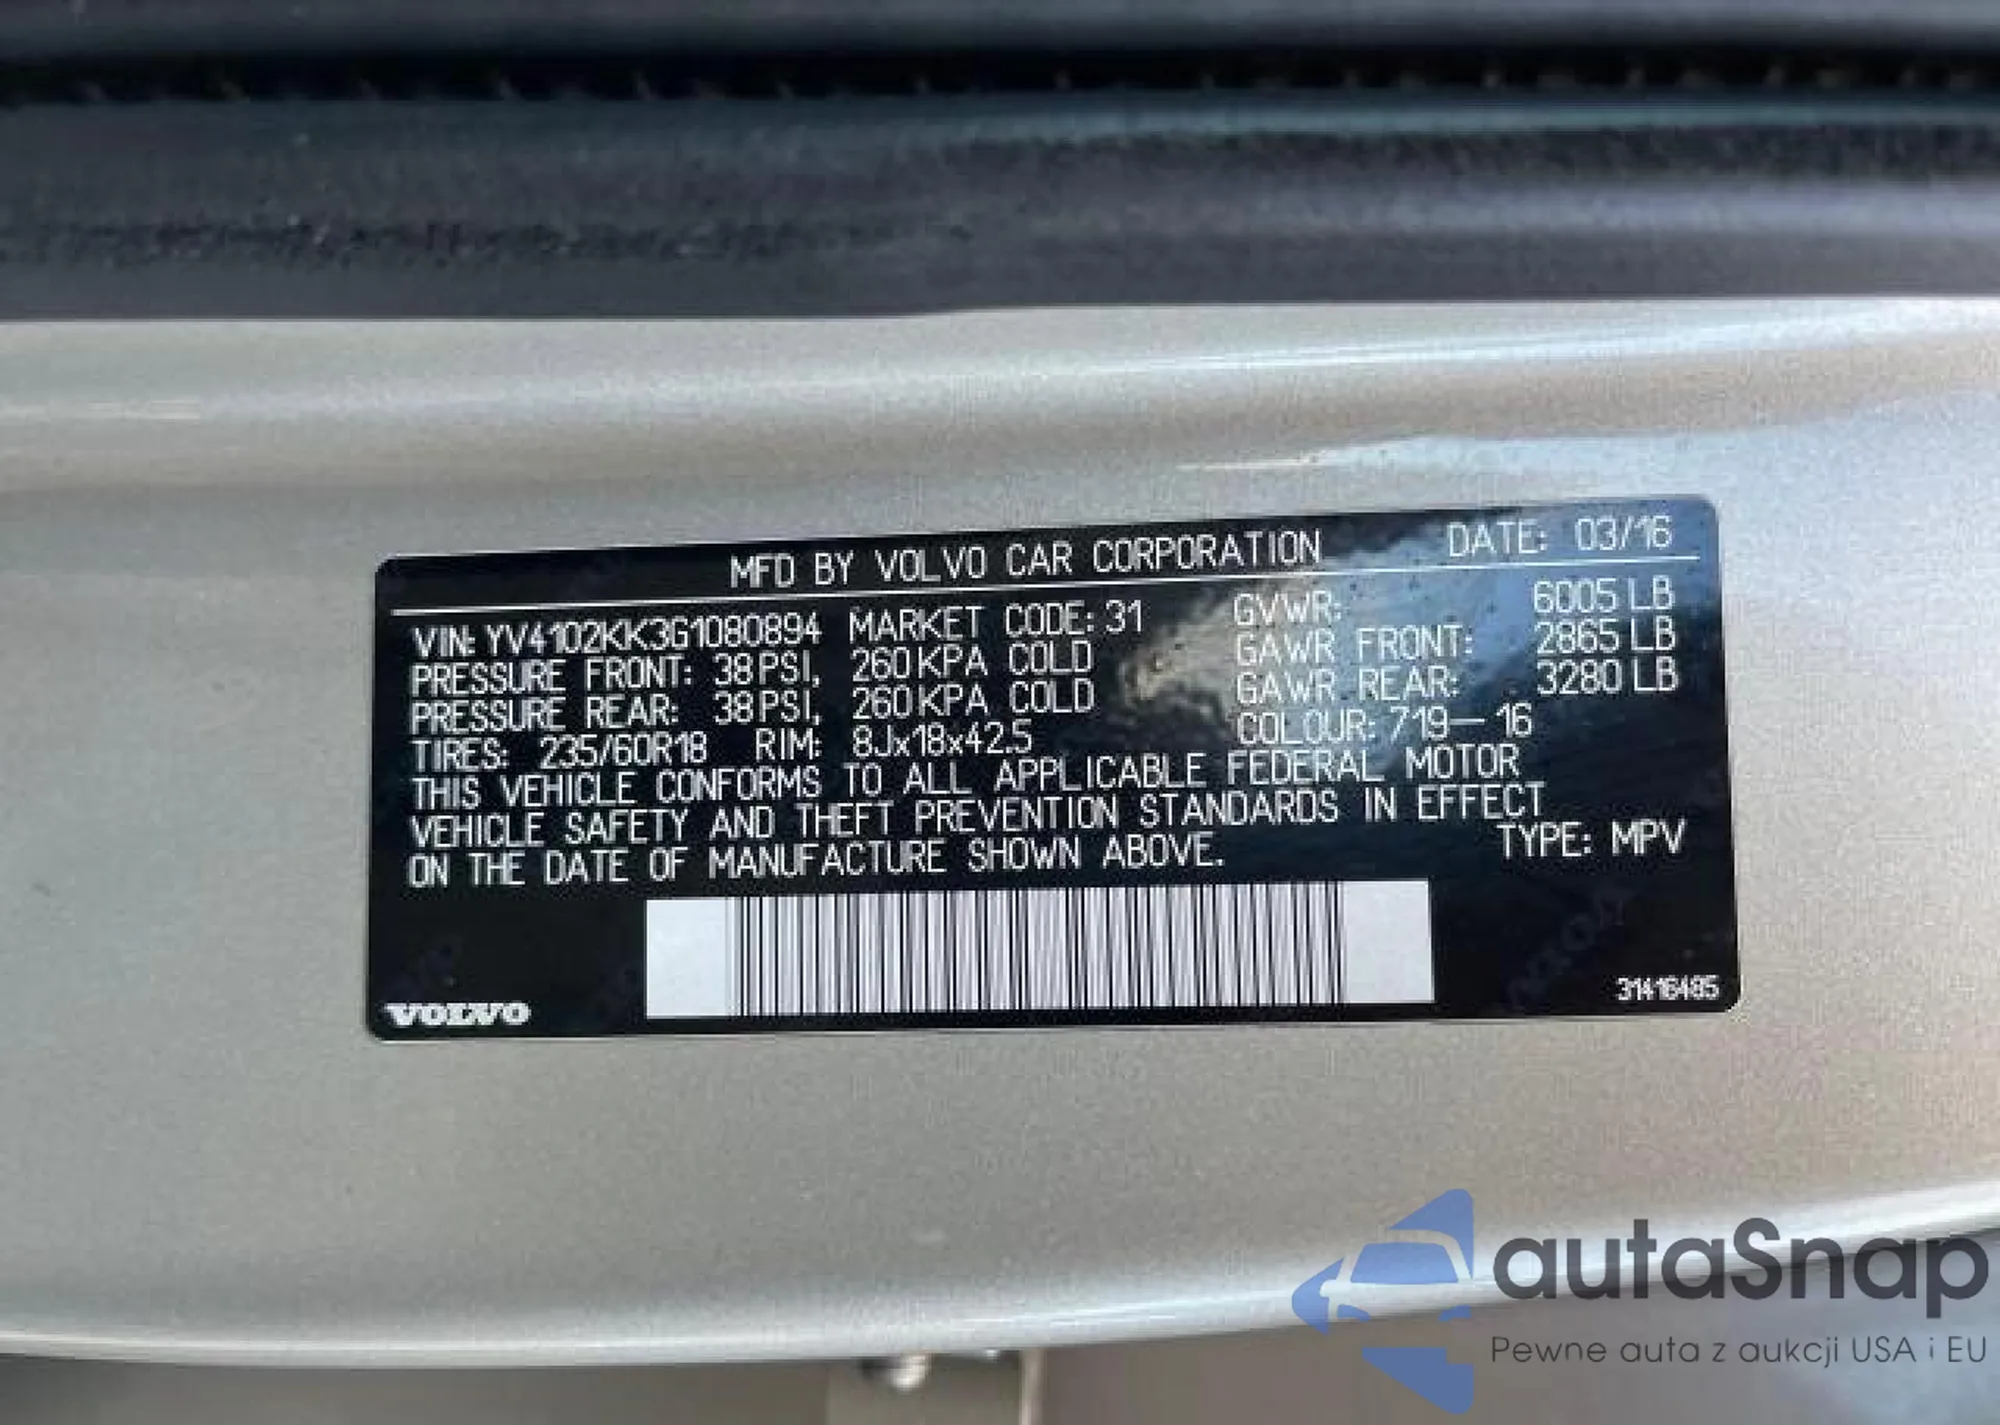 MFD BY VOLVO CAR CORPORATION DATE: 03/16
VIN: YV4102KK3G1080894 MARKET CODE: 31 GVWR: 6005 LB
PRESSURE FRONT: 38 PSI, 260 KPA COLD GAWR FRONT: 2865 LB
PRESSURE REAR: 38 PSI, 260 KPA COLD GAWR REAR: 3280 LB
TIRES: 235/60R18 RIM: 8Jx18x42.5 COLOUR: 719-16
THIS VEHICLE CONFORMS TO ALL APPLICABLE FEDERAL MOTOR
VEHICLE SAFETY AND THEFT PREVENTION STANDARDS IN EFFECT
ON THE DATE OF MANUFACTURE SHOWN ABOVE. TYPE: MPV
VOLVO 31416485
autaSnap
Pewne auta z aukcji USA i EU